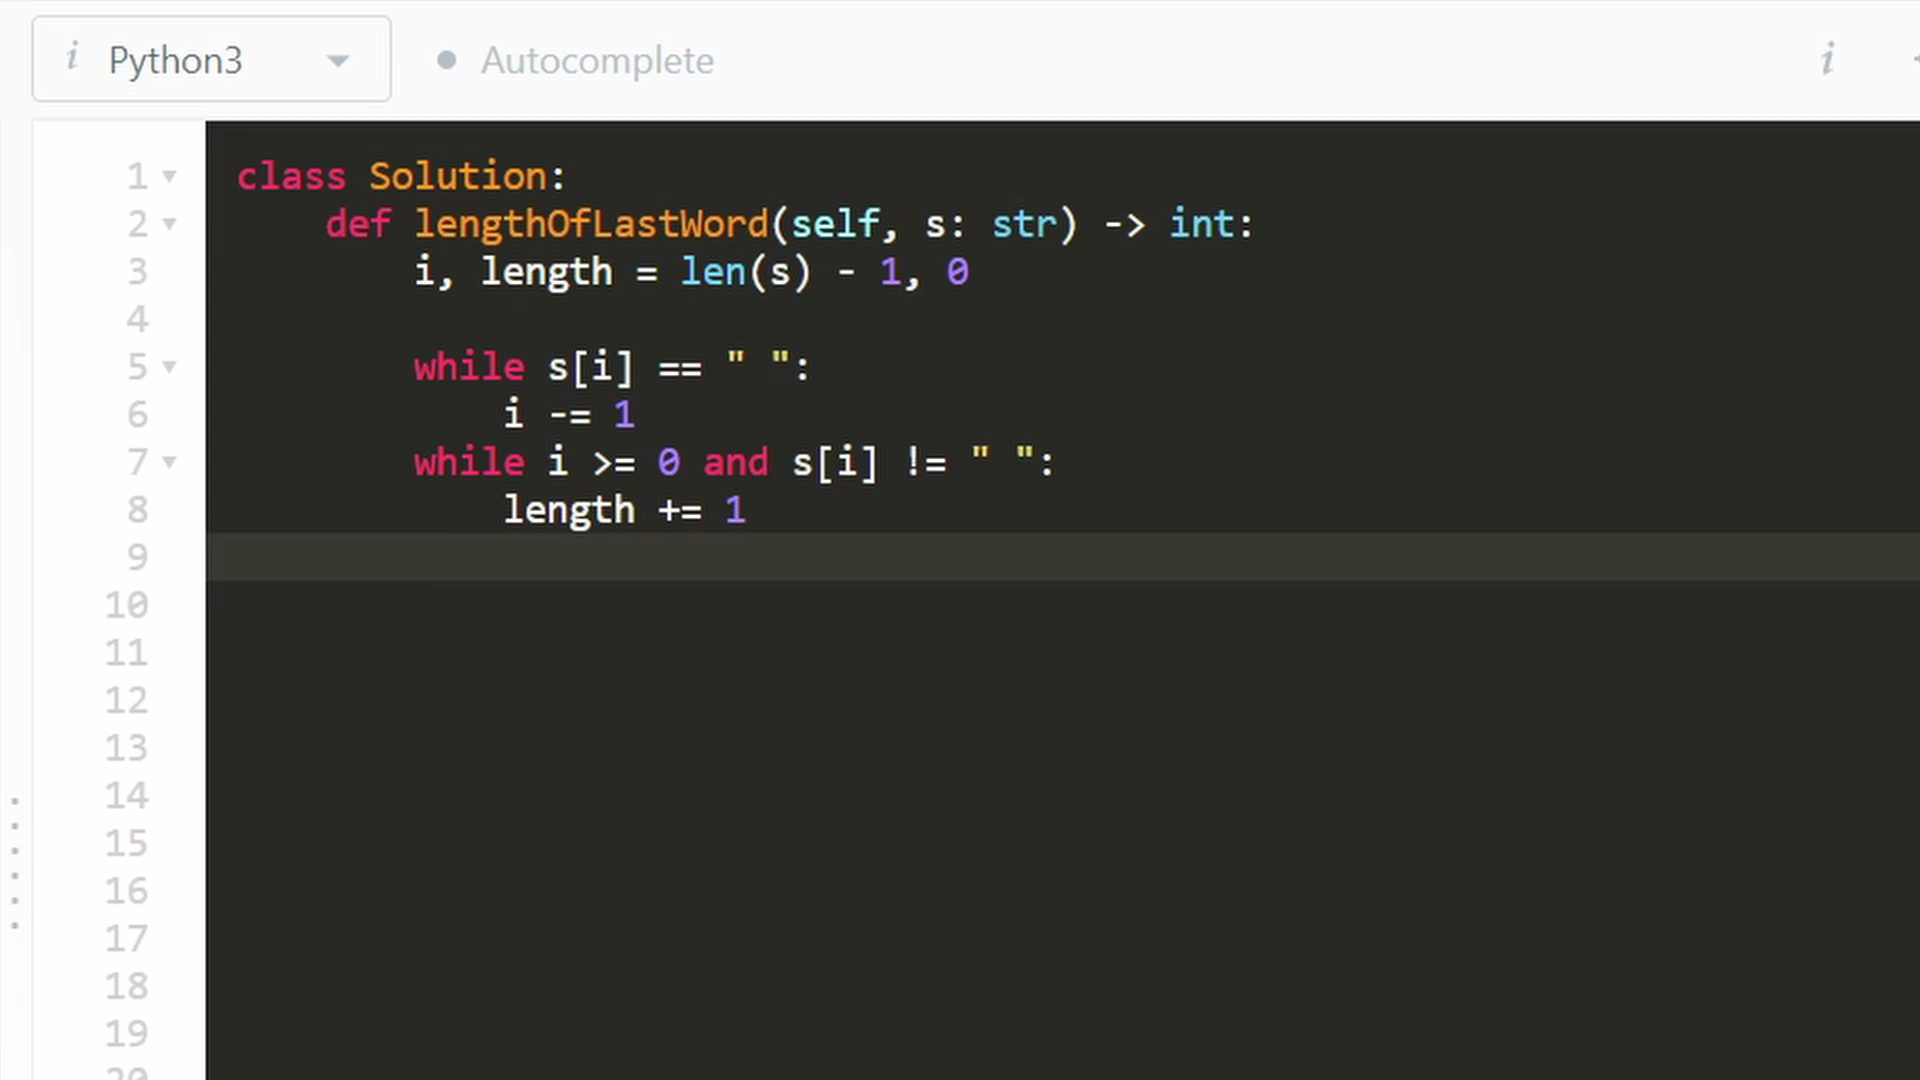 i Python3 Autocomplete i
1 class Solution:
2     def lengthOfLastWord(self, s: str) -> int:
3         i, length = len(s) - 1, 0
4
5         while s[i] == " ":
6             i -= 1
7         while i >= 0 and s[i] != " ":
8             length += 1
9
10
11
12
13
14
15
16
17
18
19
20